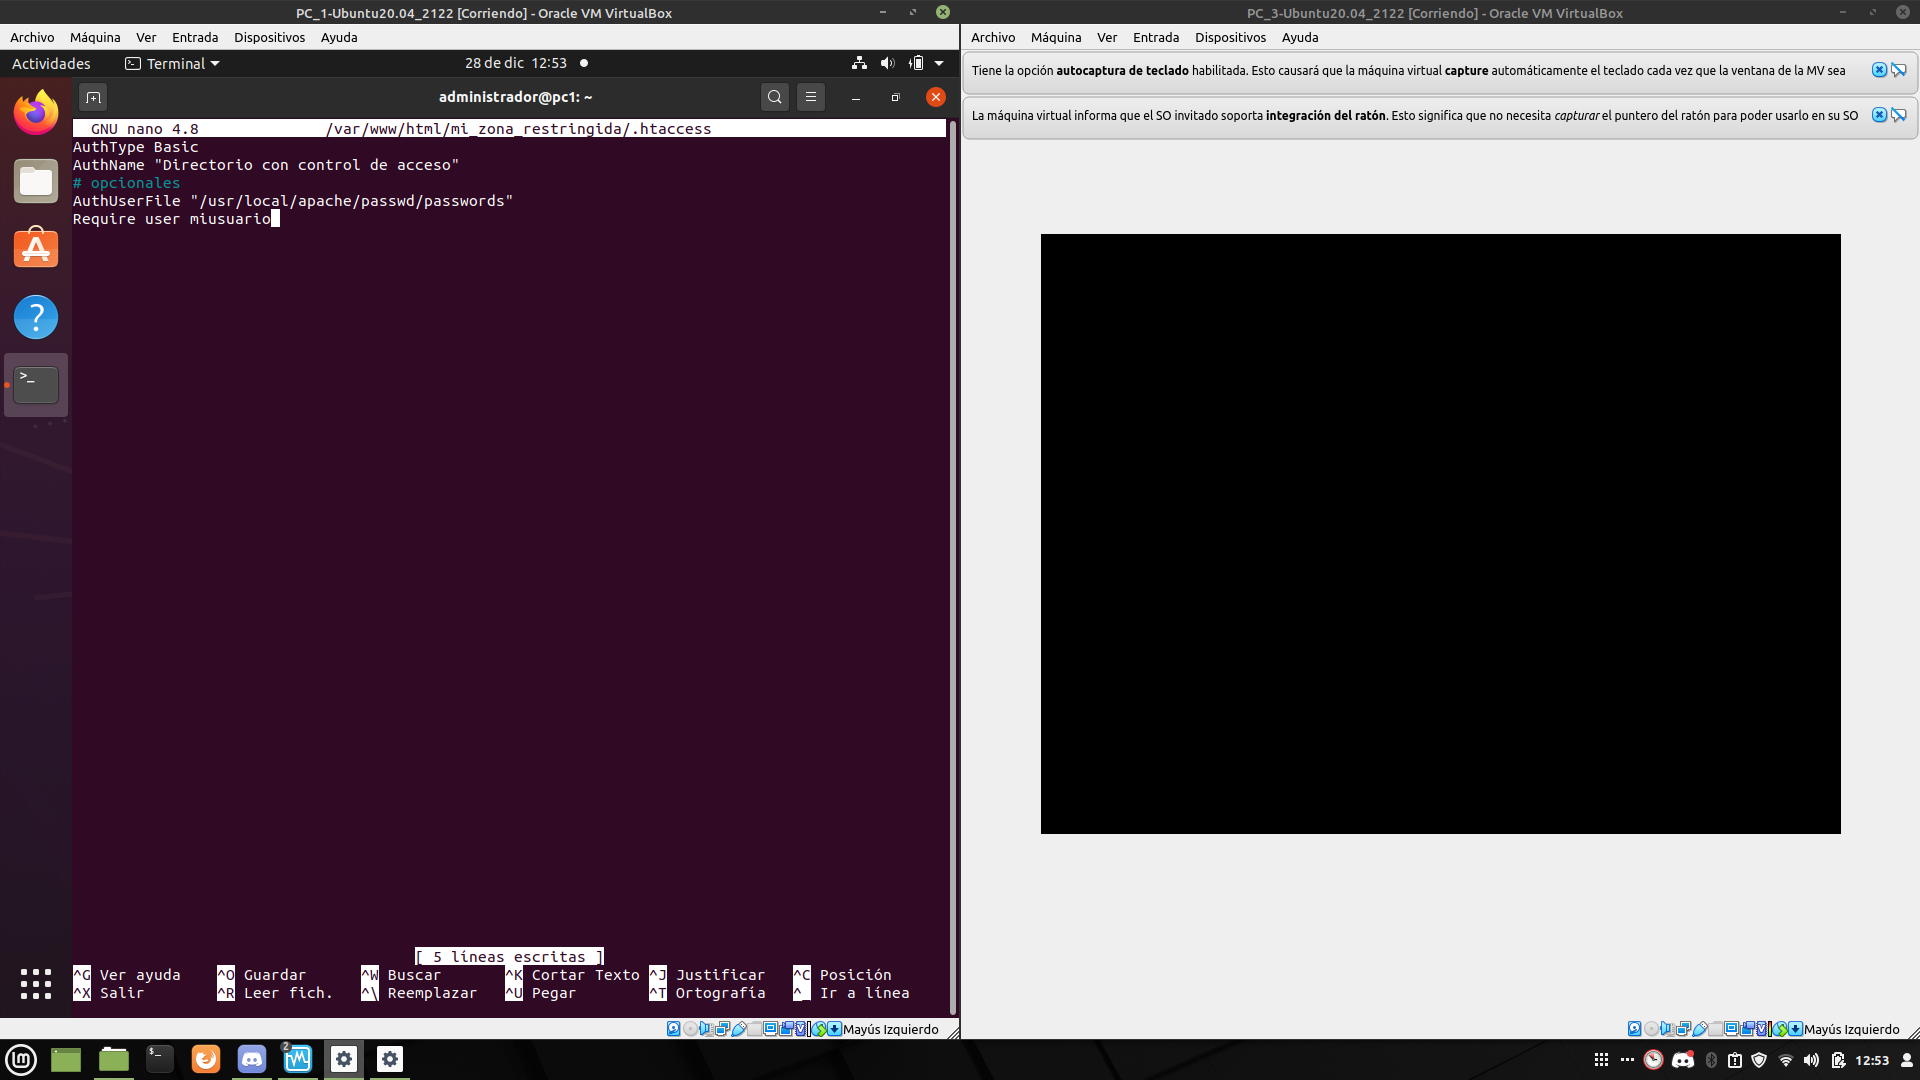 PC_1-Ubuntu20.04_2122 [Corriendo] - Oracle VM VirtualBox
Archivo Máquina Ver Entrada Dispositivos Ayuda
Actividades Terminal 28 de dic 12:53
administrador@pc1: ~
GNU nano 4.8 /var/www/html/mi_zona_restringida/.htaccess
AuthType Basic
AuthName "Directorio con control de acceso"
# opcionales
AuthUserFile "/usr/local/apache/passwd/passwords"
Require user miusuario
[ 5 líneas escritas ]
^G Ver ayuda ^O Guardar ^W Buscar ^K Cortar Texto ^J Justificar ^C Posición
^X Salir ^R Leer fich. ^\ Reemplazar ^U Pegar ^T Ortografía ^_ Ir a línea
Mayús Izquierdo
PC_3-Ubuntu20.04_2122 [Corriendo] - Oracle VM VirtualBox
Archivo Máquina Ver Entrada Dispositivos Ayuda
Tiene la opción autocaptura de teclado habilitada. Esto causará que la máquina virtual capture automáticamente el teclado cada vez que la ventana de la MV sea
La máquina virtual informa que el SO invitado soporta integración del ratón. Esto significa que no necesita capturar el puntero del ratón para poder usarlo en su SO
Mayús Izquierdo
2
12:53